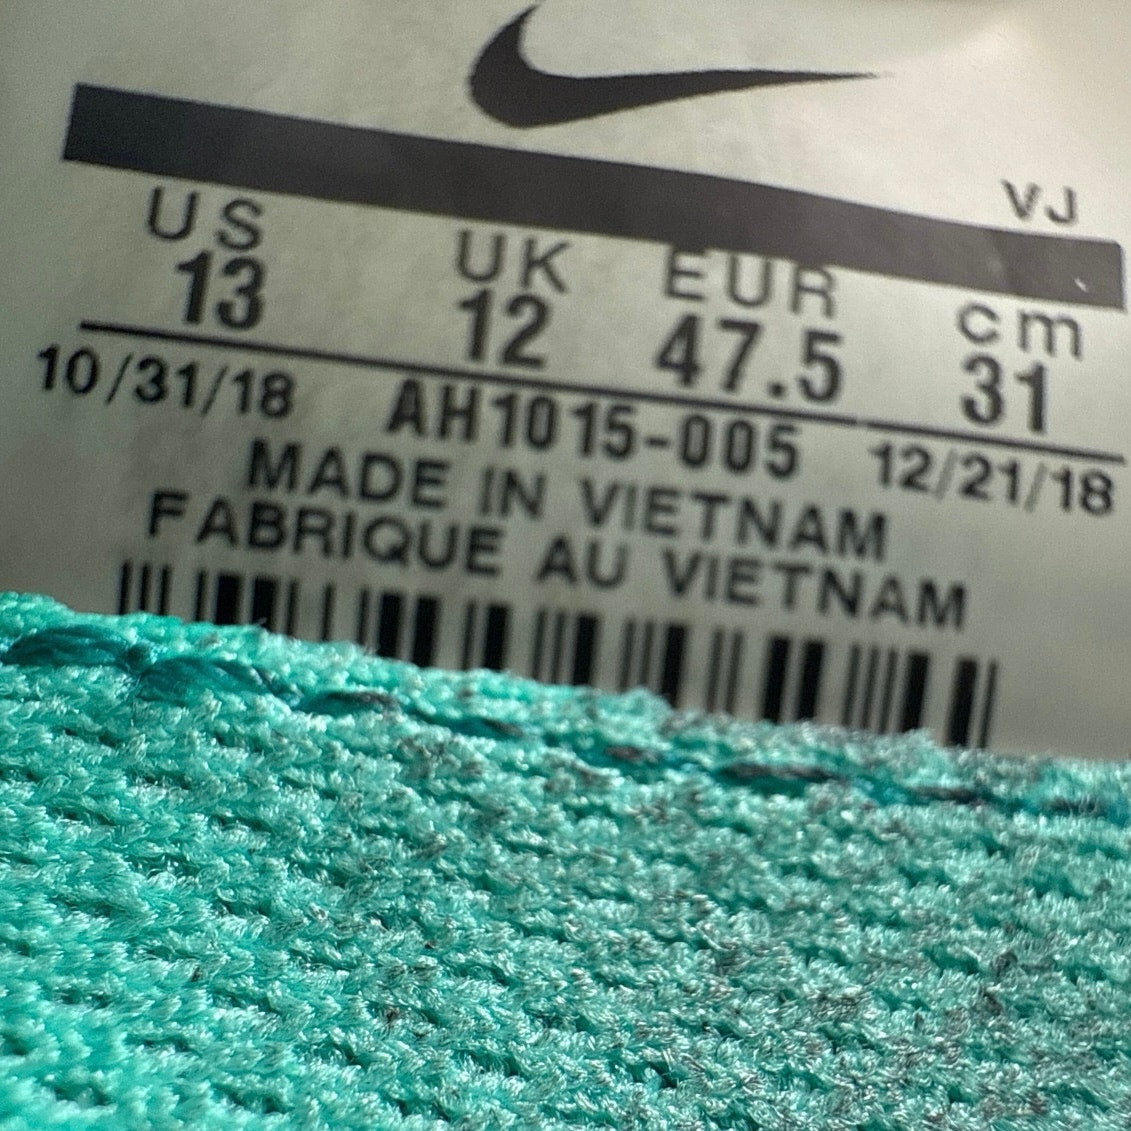 VJ
US UK EUR cm
13 12 47.5 31
10/31/18 AH1015-005 12/21/18
MADE IN VIETNAM
FABRIQUE AU VIETNAM